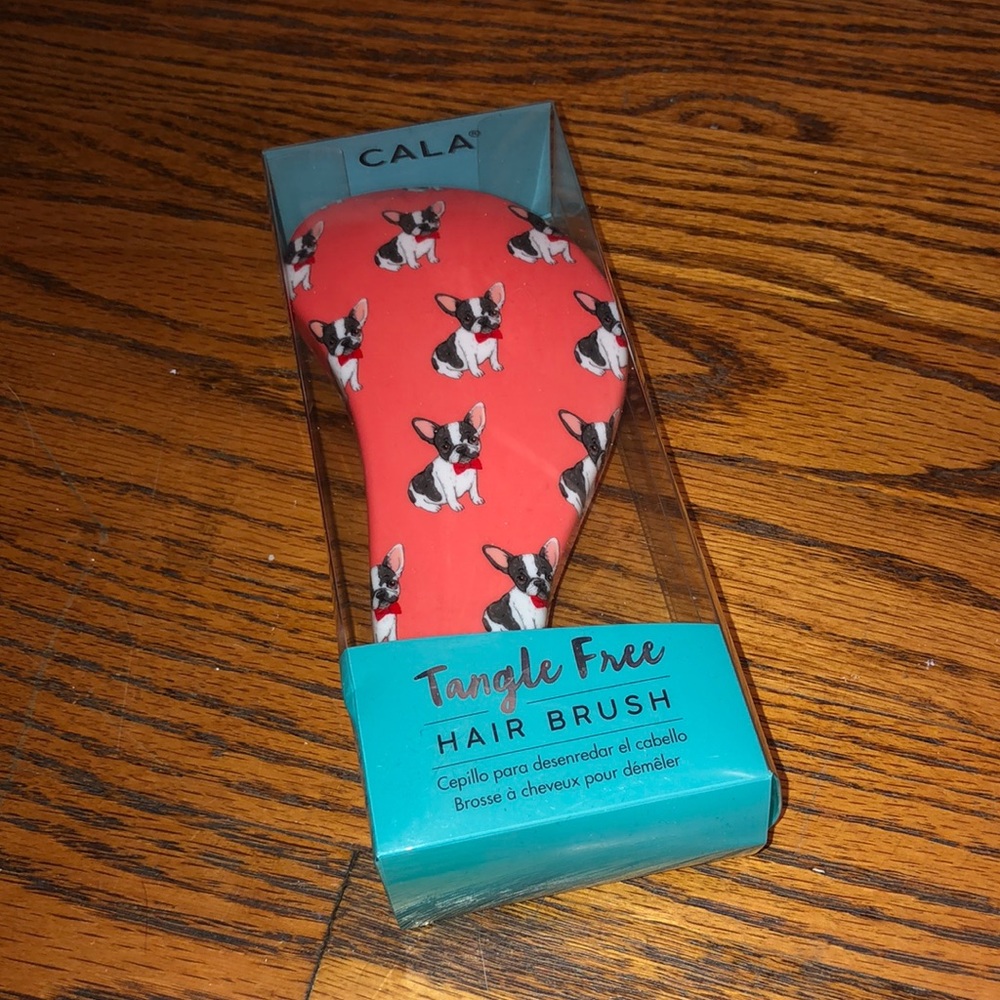 CALA®
Tangle Free
HAIR BRUSH
Cepillo para desenredar el cabello
Brosse à cheveux pour démêler